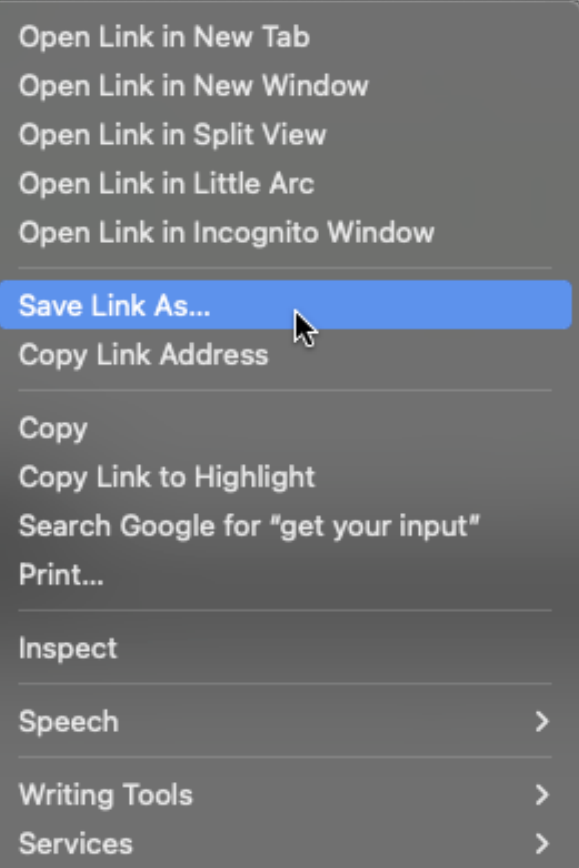 Open Link in New Tab
Open Link in New Window
Open Link in Split View
Open Link in Little Arc
Open Link in Incognito Window
Save Link As...
Copy Link Address
Copy
Copy Link to Highlight
Search Google for “get your input”
Print...
Inspect
Speech
Writing Tools
Services